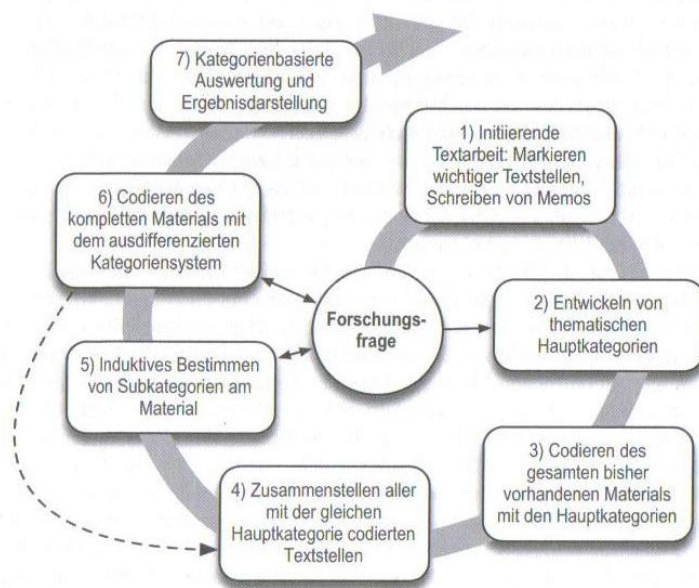 7) Kategorienbasierte
Auswertung und
Ergebnisdarstellung
1) Initiierende
Textarbeit: Markieren
wichtiger Textstellen,
Schreiben von Memos
6) Codieren des
kompletten Materials mit
dem ausdifferenzierten
Kategoriensystem
Forschungs-
frage
2) Entwickeln von
thematischen
Hauptkategorien
5) Induktives Bestimmen
von Subkategorien am
Material
3) Codieren des
gesamten bisher
vorhandenen Materials
mit den Hauptkategorien
4) Zusammenstellen aller
mit der gleichen
Hauptkategorie codierten
Textstellen